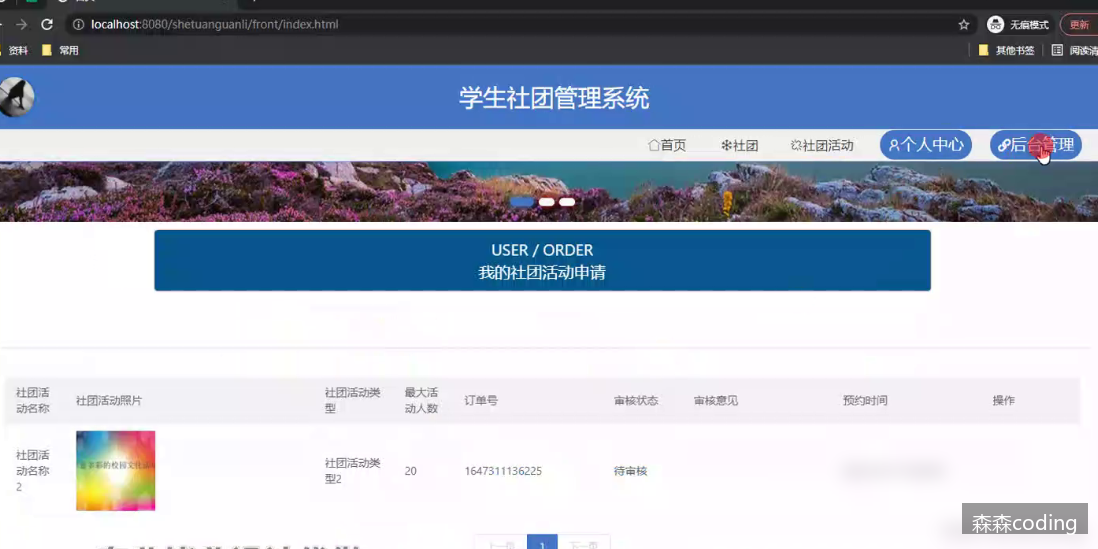 localhost:8080/shetuanguanli/front/index.html
无痕模式
更新
资料
常用
其他书签
阅读清
学生社团管理系统
首页
社团
社团活动
个人中心
后台管理
USER / ORDER
我的社团活动申请
社团活动名称
社团活动照片
社团活动类型
最大活动人数
订单号
审核状态
审核意见
预约时间
操作
社团活动名称2
社团活动类型2
20
1647311136225
待审核
上一页
1
下一页
森森coding